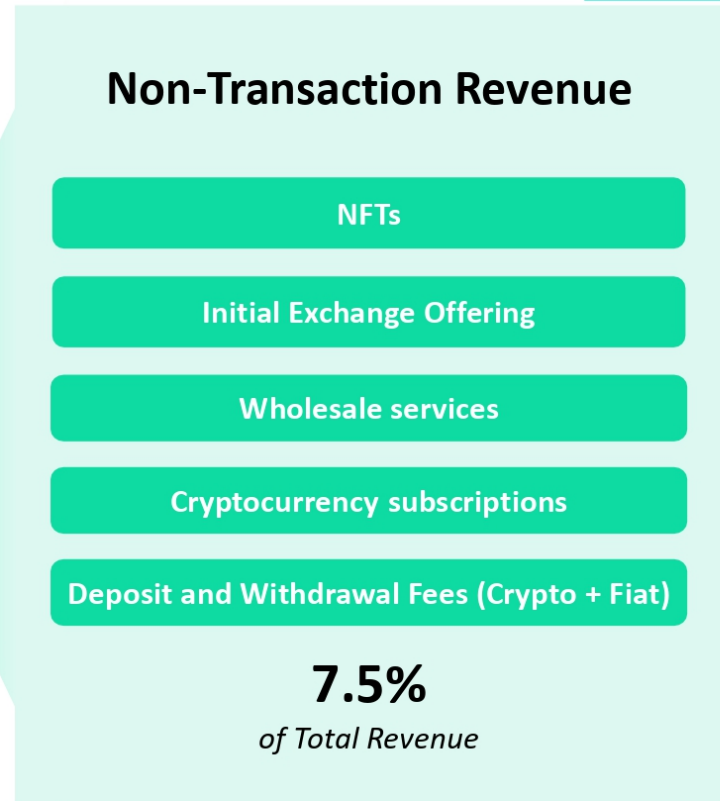 Non-Transaction Revenue
NFTs
Initial Exchange Offering
Wholesale services
Cryptocurrency subscriptions
Deposit and Withdrawal Fees (Crypto + Fiat)
7.5%
of Total Revenue